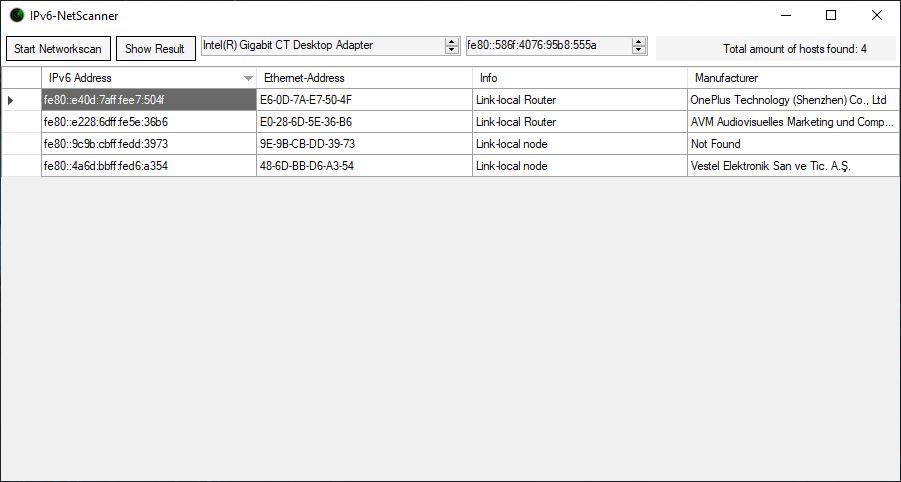 IPv6-NetScanner
Start Networkscan Show Result Intel(R) Gigabit CT Desktop Adapter fe80::586f:4076:95b8:555a Total amount of hosts found: 4
IPv6 Address Ethernet-Address Info Manufacturer
fe80::e40d:7aff:fee7:504f E6-0D-7A-E7-50-4F Link-local Router OnePlus Technology (Shenzhen) Co., Ltd
fe80::e228:6dff:fe5e:36b6 E0-28-6D-5E-36-B6 Link-local Router AVM Audiovisuelles Marketing und Comp...
fe80::9c9b:cbff:fedd:3973 9E-9B-CB-DD-39-73 Link-local node Not Found
fe80::4a6d:bbff:fed6:a354 48-6D-BB-D6-A3-54 Link-local node Vestel Elektronik San ve Tic. A.Ş.